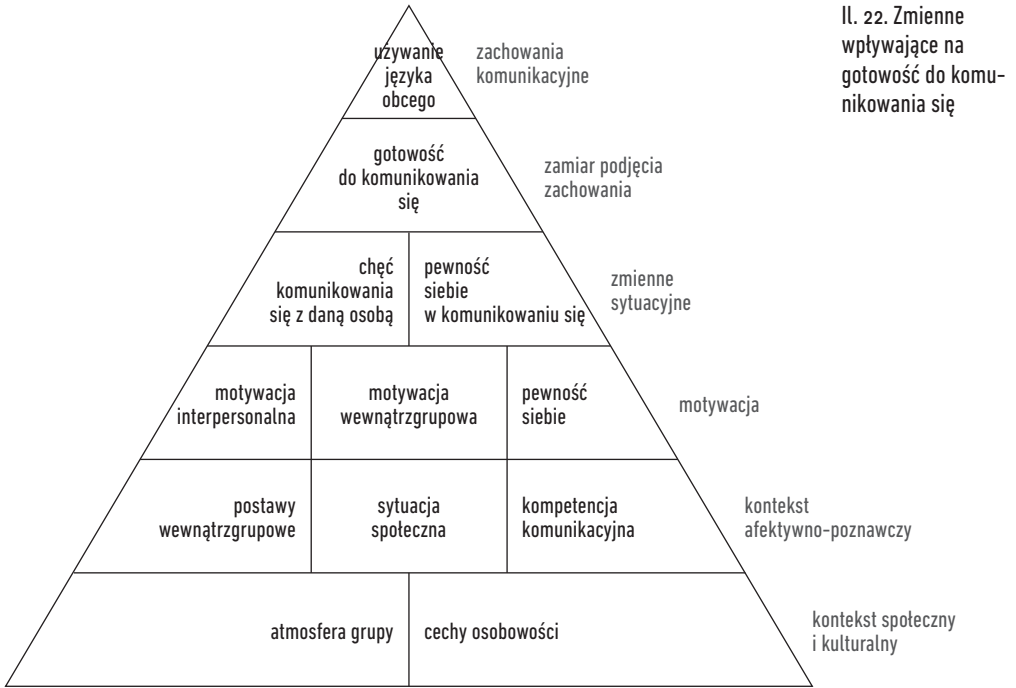 Il. 22. Zmienne
wpływające na
gotowość do komu-
nikowania się
używanie
języka
obcego
zachowania
komunikacyjne
gotowość
do komunikowania
się
zamiar podjęcia
zachowania
chęć
komunikowania
się z daną osobą
pewność
siebie
w komunikowaniu się
zmienne
sytuacyjne
motywacja
interpersonalna
motywacja
wewnątrzgrupowa
pewność
siebie
motywacja
postawy
wewnątrzgrupowe
sytuacja
społeczna
kompetencja
komunikacyjna
kontekst
afektywno-poznawczy
atmosfera grupy
cechy osobowości
kontekst społeczny
i kulturalny